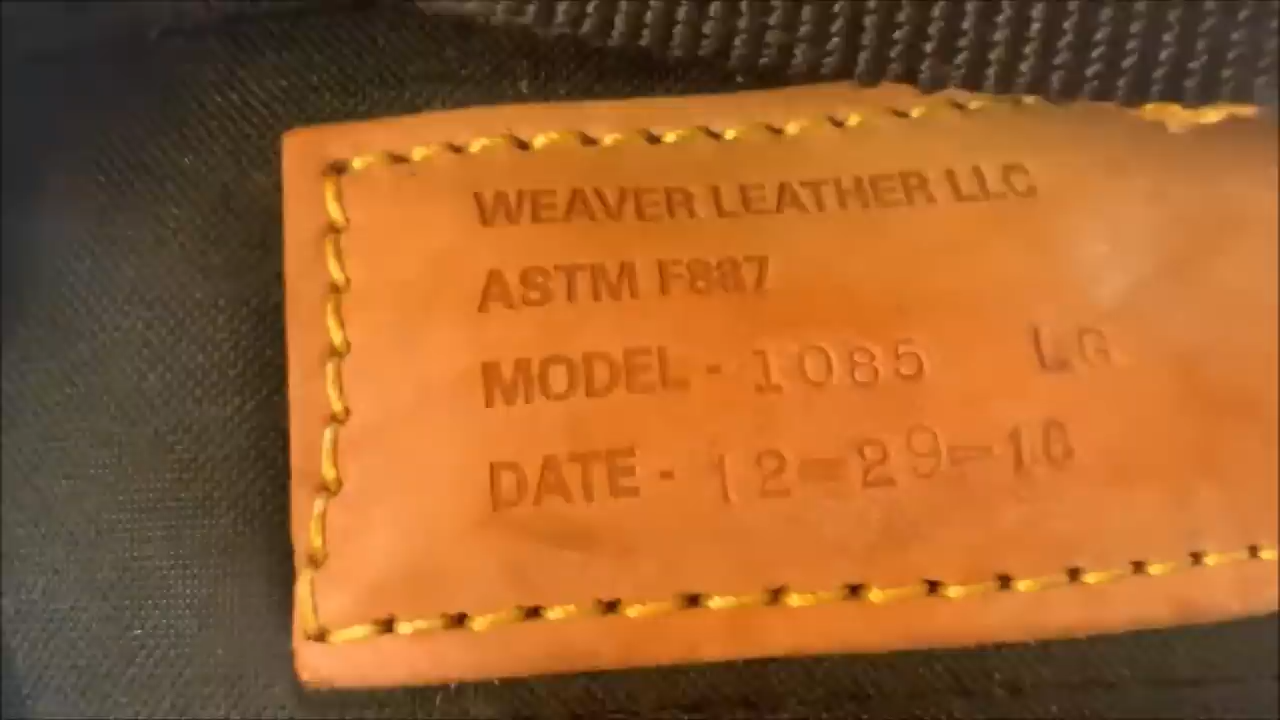 WEAVER LEATHER LLC
ASTM F887
MODEL - 1085 LG
DATE - 12-29-16